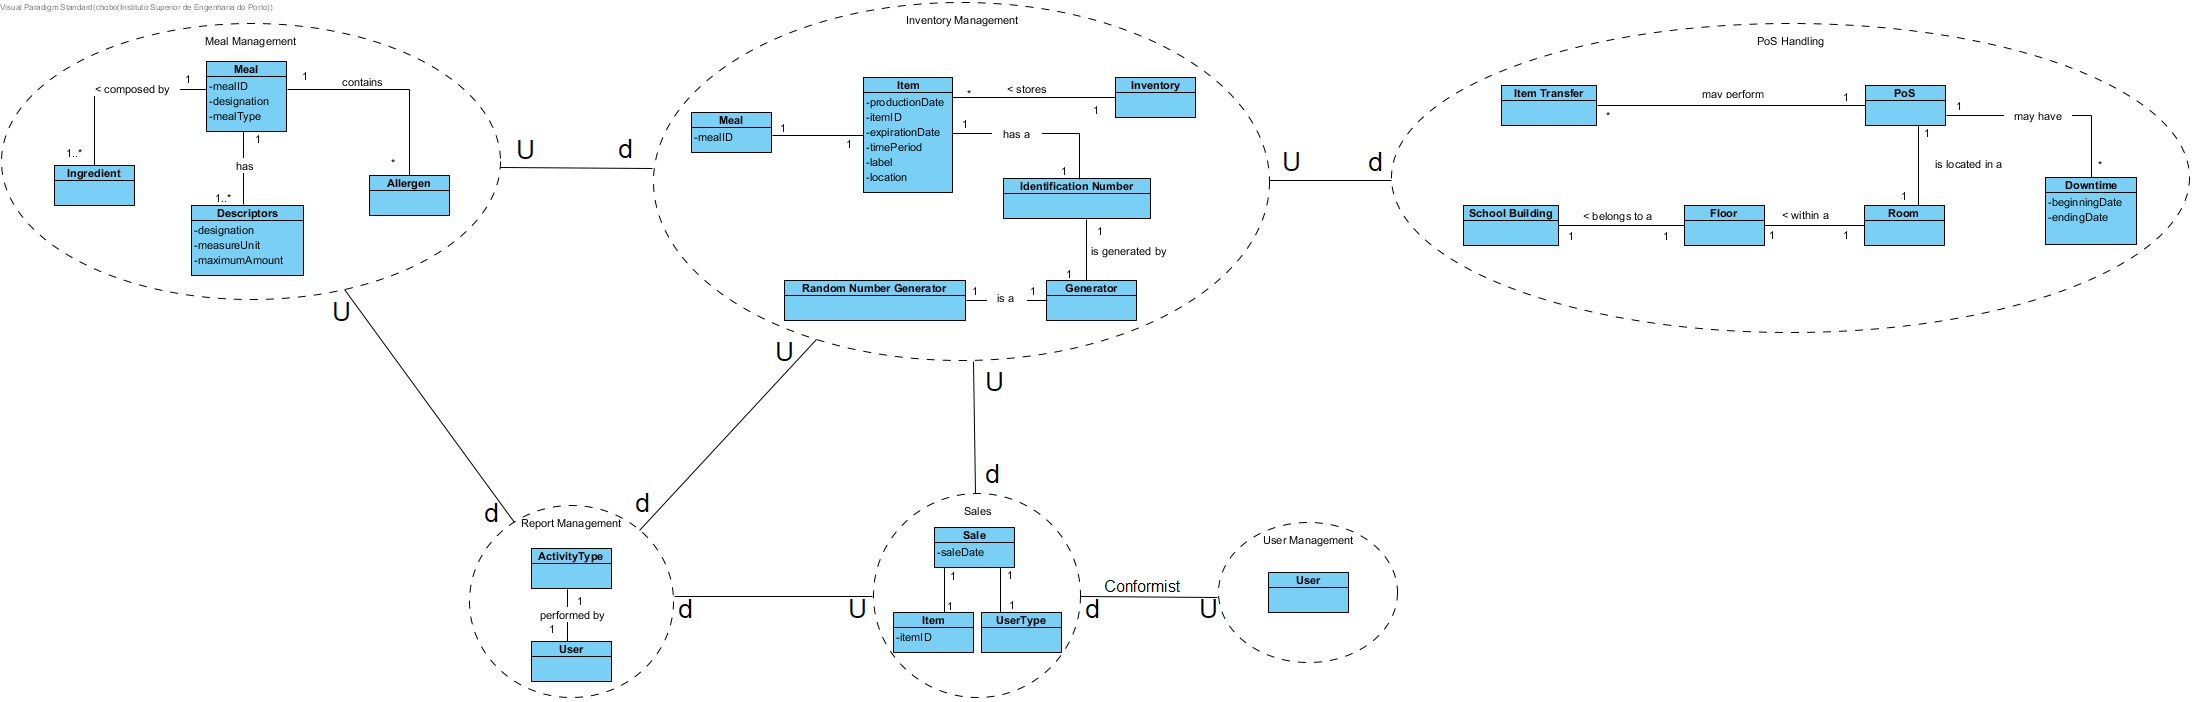 Visual Paradigm Standard(chobo(Instituto Superior de Engenharia do Porto))
Meal Management
Meal
-mealID
-designation
-mealType
1
< composed by
1..*
Ingredient
1
has
1..*
Descriptors
-designation
-measureUnit
-maximumAmount
1
contains
*
Allergen
U
d
Inventory Management
Meal
-mealID
1
1
Item
-productionDate
-itemID
-expirationDate
-timePeriod
-label
-location
*
< stores
1
Inventory
1
has a
1
Identification Number
1
is generated by
1
Generator
1
is a
1
Random Number Generator
U
d
PoS Handling
Item Transfer
*
may perform
1
PoS
1
may have
*
Downtime
-beginningDate
-endingDate
1
is located in a
1
Room
1
< within a
1
Floor
1
< belongs to a
1
School Building
U
d
U
d
U
d
Report Management
ActivityType
1
performed by
1
User
d
U
Sales
Sale
-saleDate
1
1
1
1
Item
-itemID
UserType
d
Conformist
U
User Management
User